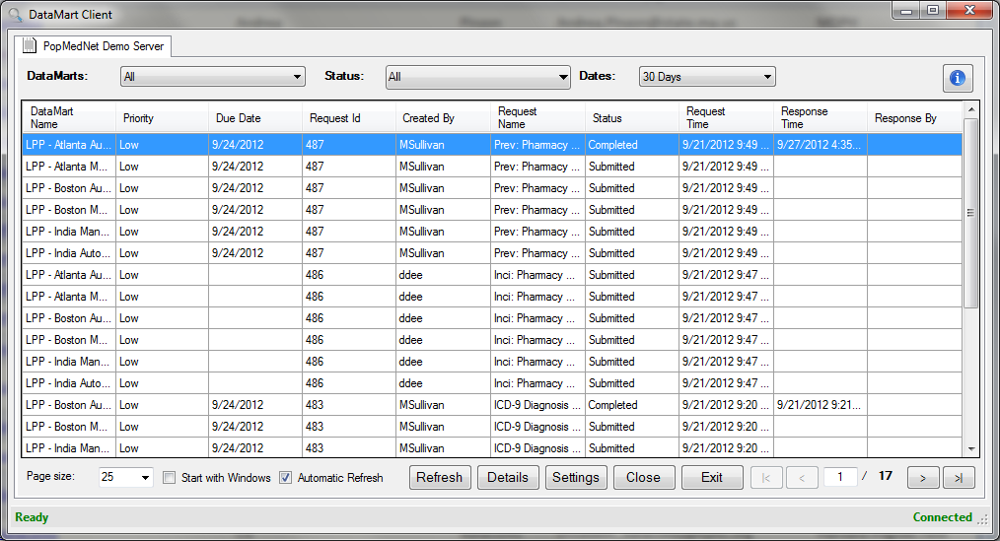 DataMart Client
PopMedNet Demo Server
DataMarts: All Status: All Dates: 30 Days
DataMart Name Priority Due Date Request Id Created By Request Name Status Request Time Response Time Response By
LPP - Atlanta Au... Low 9/24/2012 487 MSullivan Prev: Pharmacy ... Completed 9/21/2012 9:49 ... 9/27/2012 4:35...
LPP - Atlanta M... Low 9/24/2012 487 MSullivan Prev: Pharmacy ... Submitted 9/21/2012 9:49 ...
LPP - Boston Au... Low 9/24/2012 487 MSullivan Prev: Pharmacy ... Submitted 9/21/2012 9:49 ...
LPP - Boston M... Low 9/24/2012 487 MSullivan Prev: Pharmacy ... Submitted 9/21/2012 9:49 ...
LPP - India Man... Low 9/24/2012 487 MSullivan Prev: Pharmacy ... Submitted 9/21/2012 9:49 ...
LPP - India Auto... Low 9/24/2012 487 MSullivan Prev: Pharmacy ... Submitted 9/21/2012 9:49 ...
LPP - Atlanta Au... Low 486 ddee Inci: Pharmacy ... Submitted 9/21/2012 9:47 ...
LPP - Atlanta M... Low 486 ddee Inci: Pharmacy ... Submitted 9/21/2012 9:47 ...
LPP - Boston Au... Low 486 ddee Inci: Pharmacy ... Submitted 9/21/2012 9:47 ...
LPP - Boston M... Low 486 ddee Inci: Pharmacy ... Submitted 9/21/2012 9:47 ...
LPP - India Man... Low 486 ddee Inci: Pharmacy ... Submitted 9/21/2012 9:47 ...
LPP - India Auto... Low 486 ddee Inci: Pharmacy ... Submitted 9/21/2012 9:47 ...
LPP - Boston Au... Low 9/24/2012 483 MSullivan ICD-9 Diagnosis ... Completed 9/21/2012 9:20 ... 9/21/2012 9:21...
LPP - Boston M... Low 9/24/2012 483 MSullivan ICD-9 Diagnosis ... Submitted 9/21/2012 9:20 ...
LPP - India Man... Low 9/24/2012 483 MSullivan ICD-9 Diagnosis ... Submitted 9/21/2012 9:20 ...
Page size: 25 Start with Windows Automatic Refresh Refresh Details Settings Close Exit |< < 1 / 17 > >|
Ready Connected